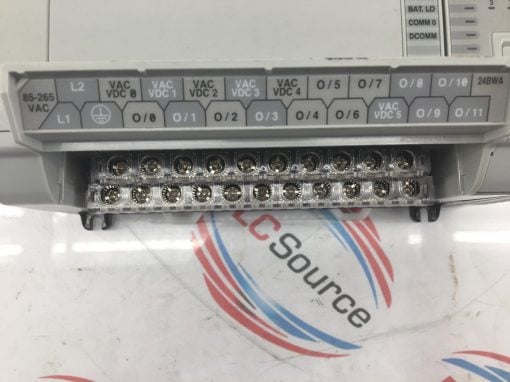 BAT. LO
COMM 0
DCOMM
85-265
VAC
L2
VAC
VDC 0
VAC
VDC 1
VAC
VDC 2
VAC
VDC 3
VAC
VDC 4
O/5
O/7
O/8
O/10
24BWA
L1
O/0
O/1
O/2
O/3
O/4
O/6
VAC
VDC 5
O/9
O/11
LC
Source